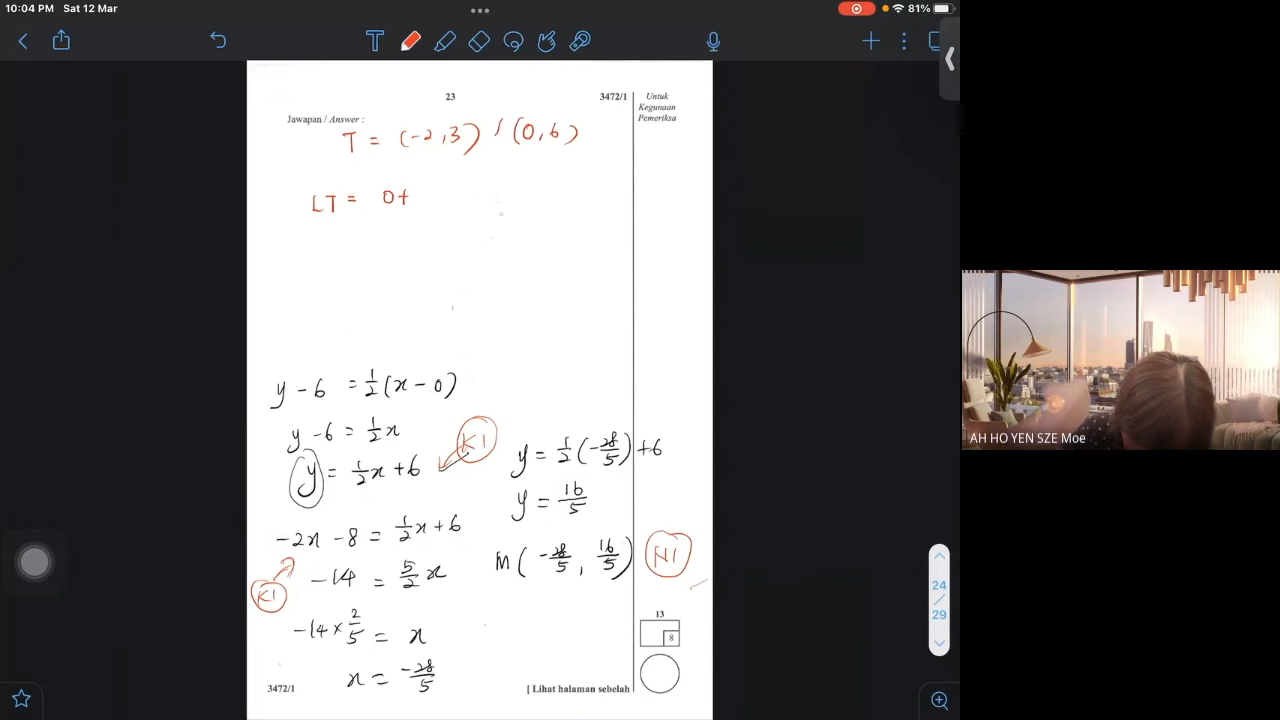 10:04 PM Sat 12 Mar
81%
23
3472/1
Untuk
Kegunaan
Pemeriksa
Jawapan / Answer :
T = (-2,3) , (0,6)
LT = 0+
y - 6 = 1/2 (x - 0)
y - 6 = 1/2 x
y = 1/2 x + 6
K1
-2x - 8 = 1/2 x + 6
K1
-14 = 5/2 x
-14 × 2/5 = x
x = -28/5
y = 1/2 (-28/5) + 6
y = 16/5
M (-28/5, 16/5)
N1
13
8
3472/1
[ Lihat halaman sebelah
24
/
29
AH HO YEN SZE Moe